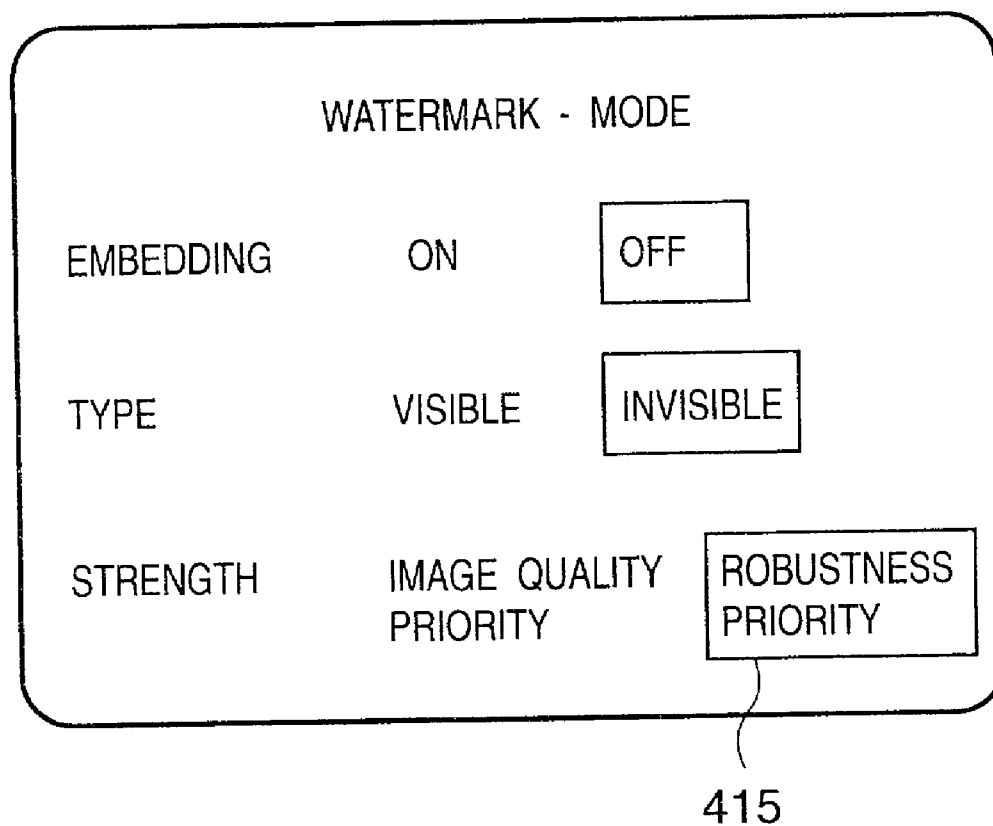 WATERMARK - MODE
EMBEDDING ON OFF
TYPE VISIBLE INVISIBLE
STRENGTH IMAGE QUALITY PRIORITY ROBUSTNESS PRIORITY
415